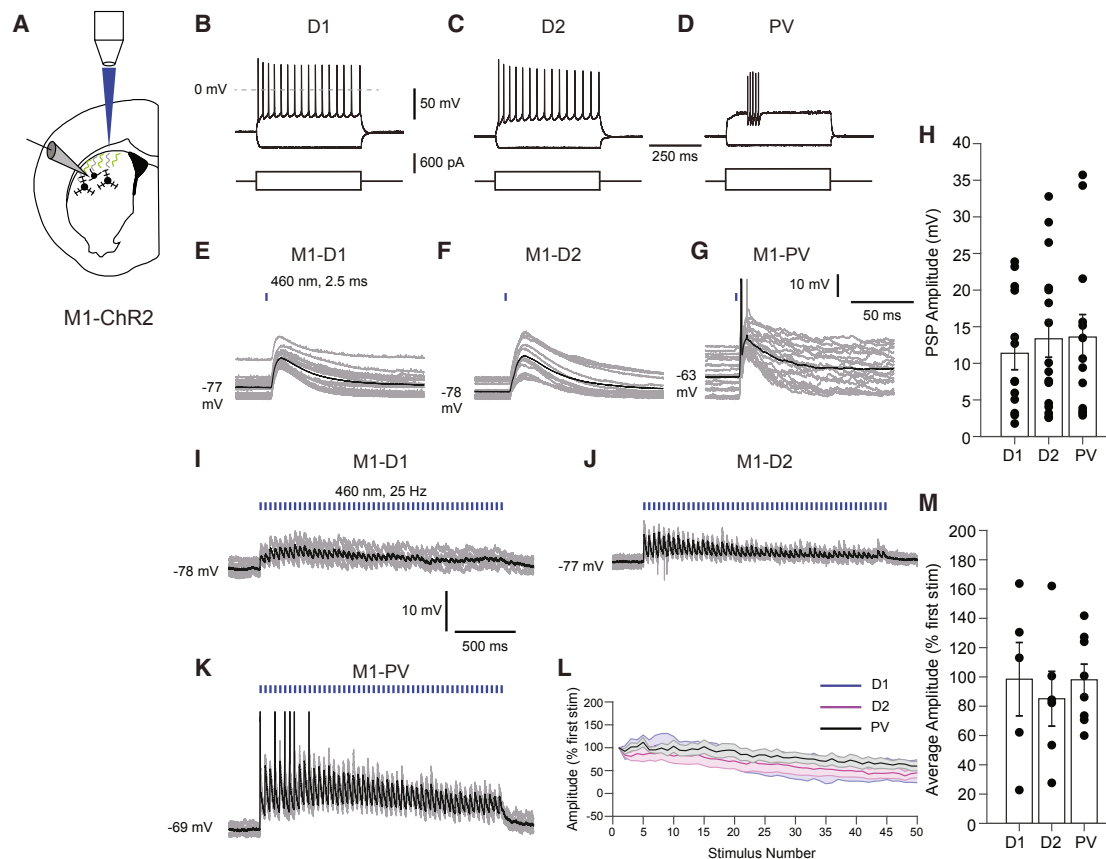 A
M1-ChR2
B
D1
0 mV
50 mV
600 pA
C
D2
250 ms
D
PV
E
M1-D1
460 nm, 2.5 ms
-77
mV
F
M1-D2
-78
mV
G
M1-PV
10 mV
50 ms
-63
mV
H
PSP Amplitude (mV)
40
35
30
25
20
15
10
5
0
D1
D2
PV
I
M1-D1
460 nm, 25 Hz
-78 mV
10 mV
500 ms
J
M1-D2
-77 mV
K
M1-PV
-69 mV
L
D1
D2
PV
Amplitude (% first stim)
200
150
100
50
0
-50
0 5 10 15 20 25 30 35 40 45 50
Stimulus Number
M
Average Amplitude (% first stim)
200
180
160
140
120
100
80
60
40
20
0
D1
D2
PV